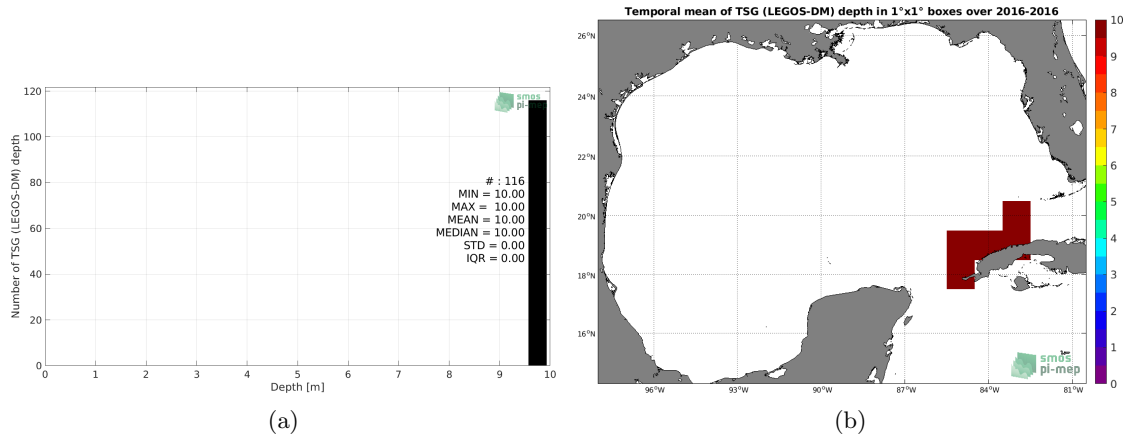 120
100
80
60
40
20
0
Number of TSG (LEGOS-DM) depth
smos
pi-mep
# : 116
MIN = 10.00
MAX = 10.00
MEAN = 10.00
MEDIAN = 10.00
STD = 0.00
IQR = 0.00
0 1 2 3 4 5 6 7 8 9 10
Depth [m]
(a)
Temporal mean of TSG (LEGOS-DM) depth in 1°x1° boxes over 2016-2016
26°N
24°N
22°N
20°N
18°N
16°N
96°W 93°W 90°W 87°W 84°W 81°W
smos
pi-mep
10
9
8
7
6
5
4
3
2
1
0
(b)